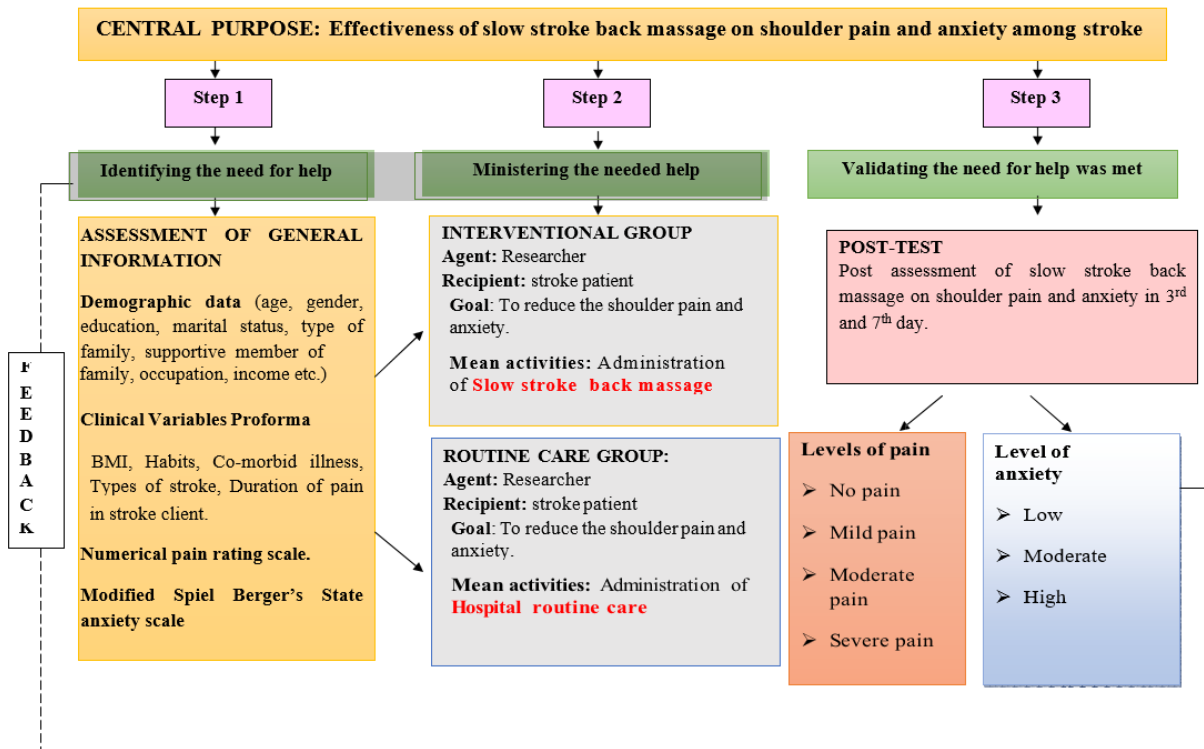 CENTRAL PURPOSE: Effectiveness of slow stroke back massage on shoulder pain and anxiety among stroke
Step 1
Step 2
Step 3
Identifying the need for help
Ministering the needed help
Validating the need for help was met
FEEDBACK
ASSESSMENT OF GENERAL
INFORMATION
Demographic data (age, gender,
education, marital status, type of
family, supportive member of
family, occupation, income etc.)
Clinical Variables Proforma
BMI, Habits, Co-morbid illness,
Types of stroke, Duration of pain
in stroke client.
Numerical pain rating scale.
Modified Spiel Berger’s State
anxiety scale
INTERVENTIONAL GROUP
Agent: Researcher
Recipient: stroke patient
Goal: To reduce the shoulder pain and
anxiety.
Mean activities: Administration
of Slow stroke back massage
ROUTINE CARE GROUP:
Agent: Researcher
Recipient: stroke patient
Goal: To reduce the shoulder pain and
anxiety.
Mean activities: Administration of
Hospital routine care
POST-TEST
Post assessment of slow stroke back
massage on shoulder pain and anxiety in 3rd
and 7th day.
Levels of pain
➢ No pain
➢ Mild pain
➢ Moderate
pain
➢ Severe pain
Level of
anxiety
➢ Low
➢ Moderate
➢ High